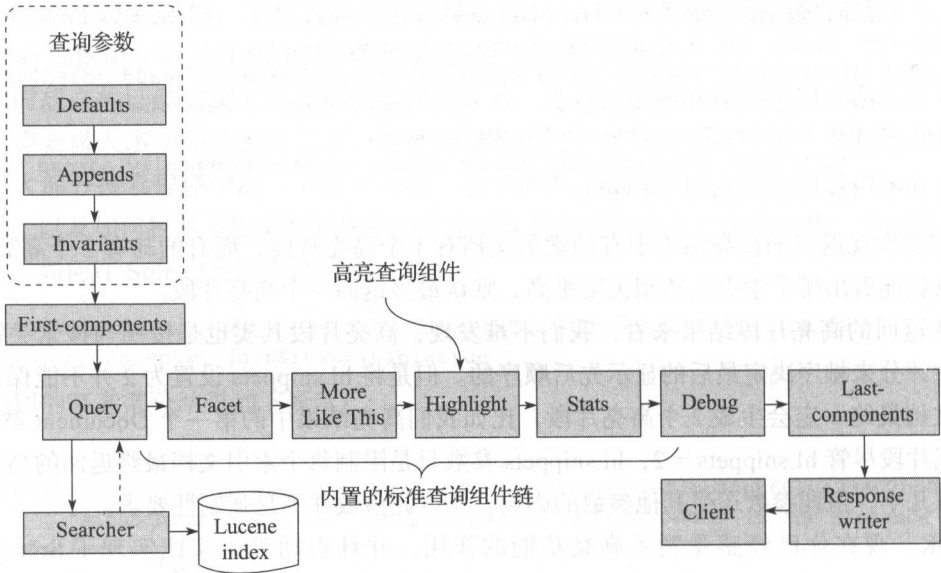 查询参数
Defaults
Appends
Invariants
高亮查询组件
First-components
Query
Facet
More
Like This
Highlight
Stats
Debug
Last-
components
内置的标准查询组件链
Searcher
Lucene
index
Client
Response
writer